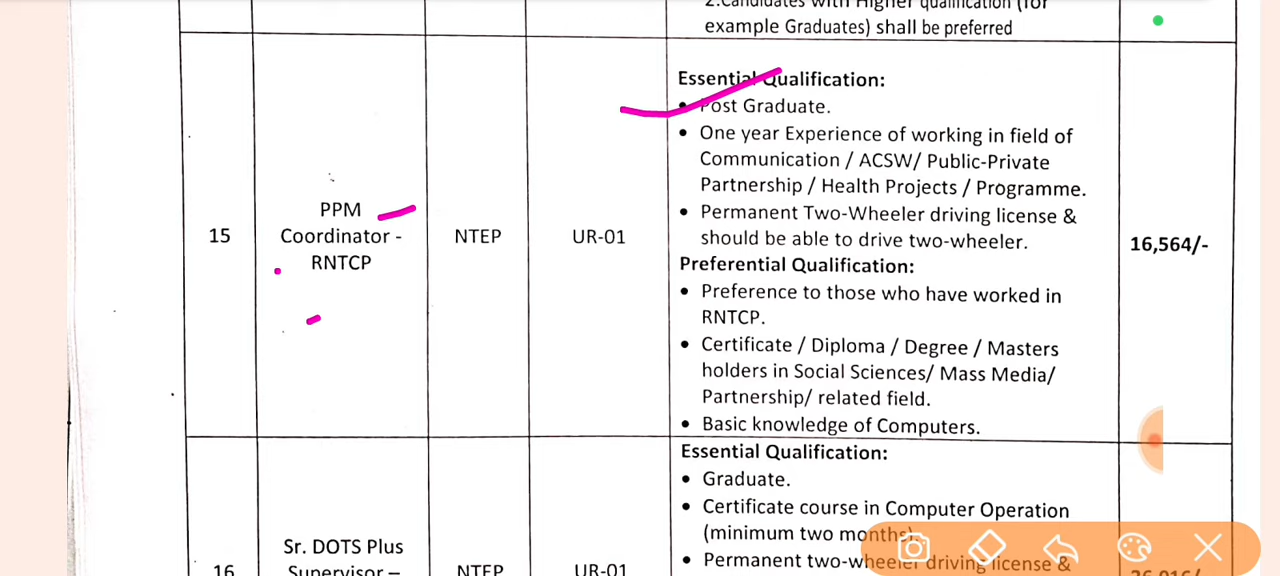 2.Candidates with Higher qualification (for
example Graduates) shall be preferred
15
PPM
Coordinator -
RNTCP
NTEP
UR-01
Essential Qualification:
• Post Graduate.
• One year Experience of working in field of
Communication / ACSW/ Public-Private
Partnership / Health Projects / Programme.
• Permanent Two-Wheeler driving license &
should be able to drive two-wheeler.
Preferential Qualification:
• Preference to those who have worked in
RNTCP.
• Certificate / Diploma / Degree / Masters
holders in Social Sciences/ Mass Media/
Partnership/ related field.
• Basic knowledge of Computers.
16,564/-
16
Sr. DOTS Plus
Supervisor –
NTEP
UR-01
Essential Qualification:
• Graduate.
• Certificate course in Computer Operation
(minimum two months).
• Permanent two-wheeler driving license &